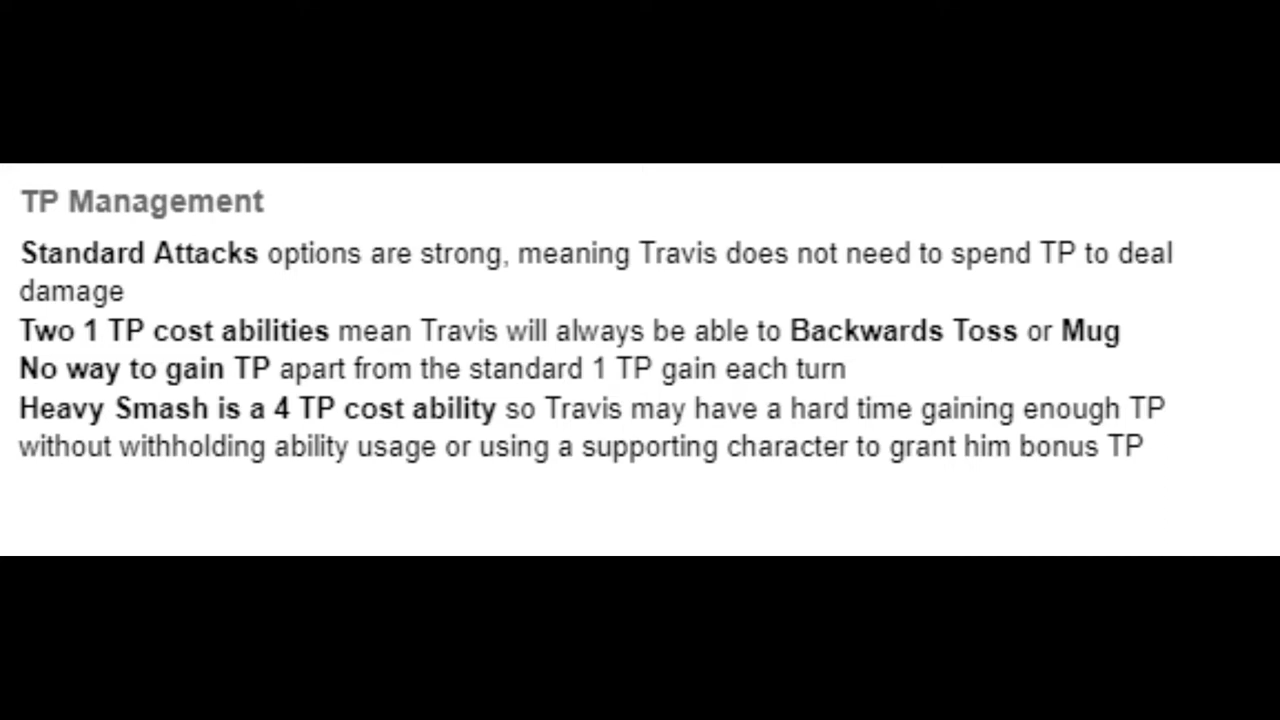 TP Management
Standard Attacks options are strong, meaning Travis does not need to spend TP to deal
damage
Two 1 TP cost abilities mean Travis will always be able to Backwards Toss or Mug
No way to gain TP apart from the standard 1 TP gain each turn
Heavy Smash is a 4 TP cost ability so Travis may have a hard time gaining enough TP
without withholding ability usage or using a supporting character to grant him bonus TP